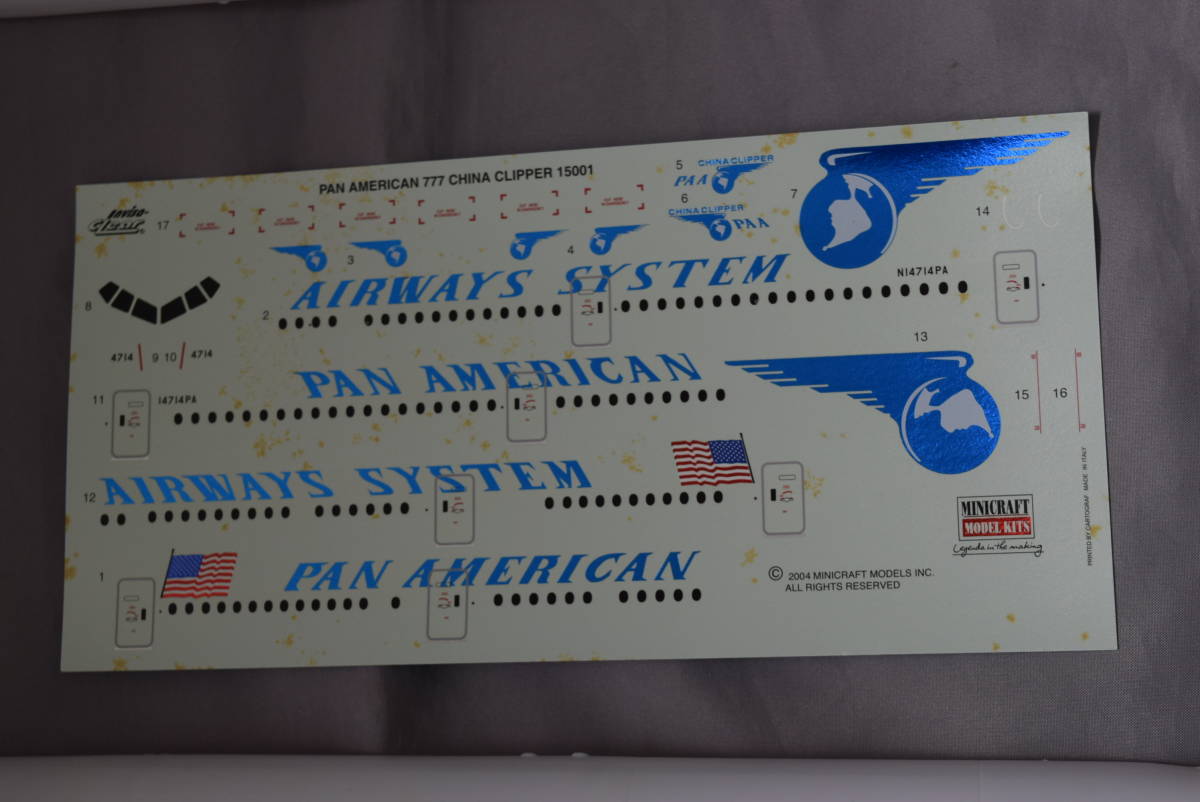 PAN AMERICAN 777 CHINA CLIPPER 15001
enviro-
Clear®
17
5
CHINA CLIPPER
PAA
6
CHINA CLIPPER
PAA
7
14
3
4
8
2
AIRWAYS SYSTEM
N14714PA
4714
9 10
4714
13
11
14714PA
PAN AMERICAN
15
16
12
AIRWAYS SYSTEM
MINICRAFT
MODEL KITS
Legends in the making
1
PAN AMERICAN
© 2004 MINICRAFT MODELS INC.
ALL RIGHTS RESERVED
PRINTED BY CARTOGRAF · MADE IN ITALY